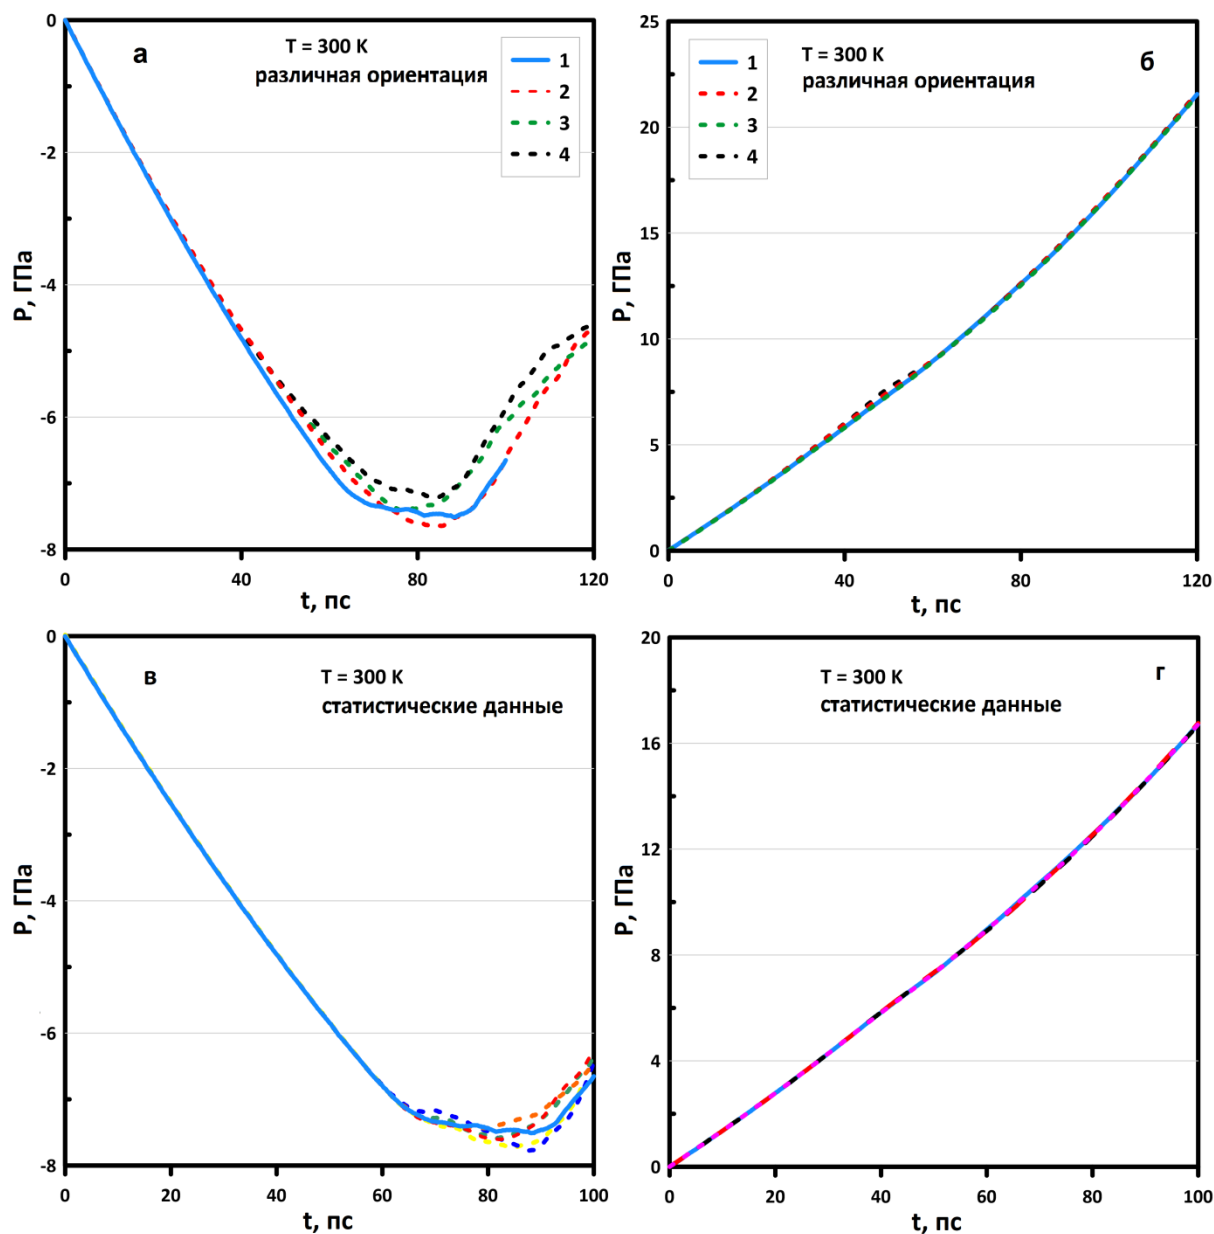 а
T = 300 K
различная ориентация
1
2
3
4
0
-2
-4
-6
-8
P, ГПа
0
40
80
120
t, пс
б
T = 300 K
различная ориентация
1
2
3
4
25
20
15
10
5
0
P, ГПа
0
40
80
120
t, пс
в
T = 300 K
статистические данные
0
-2
-4
-6
-8
P, ГПа
0
20
40
60
80
100
t, пс
г
T = 300 K
статистические данные
20
16
12
8
4
0
P, ГПа
0
20
40
60
80
100
t, пс